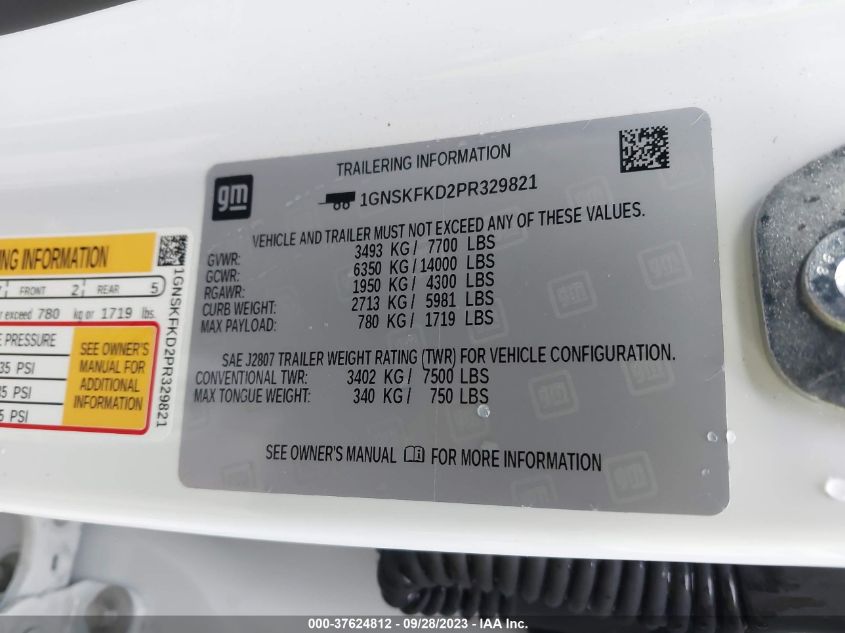 TRAILERING INFORMATION
gm
1GNSKFKD2PR329821
VEHICLE AND TRAILER MUST NOT EXCEED ANY OF THESE VALUES.
GVWR: 3493 KG / 7700 LBS
GCWR: 6350 KG / 14000 LBS
RGAWR: 1950 KG / 4300 LBS
CURB WEIGHT: 2713 KG / 5981 LBS
MAX PAYLOAD: 780 KG / 1719 LBS
SAE J2807 TRAILER WEIGHT RATING (TWR) FOR VEHICLE CONFIGURATION.
CONVENTIONAL TWR: 3402 KG / 7500 LBS
MAX TONGUE WEIGHT: 340 KG / 750 LBS
SEE OWNER'S MANUAL FOR MORE INFORMATION
INFORMATION
FRONT 2 REAR 5
exceed 780 kg or 1719 lbs.
PRESSURE
35 PSI
PSI
PSI
SEE OWNER'S
MANUAL FOR
ADDITIONAL
INFORMATION
1GNSKFKD2PR329821
000-37624812 - 09/28/2023 - Copyright IAA, Inc.